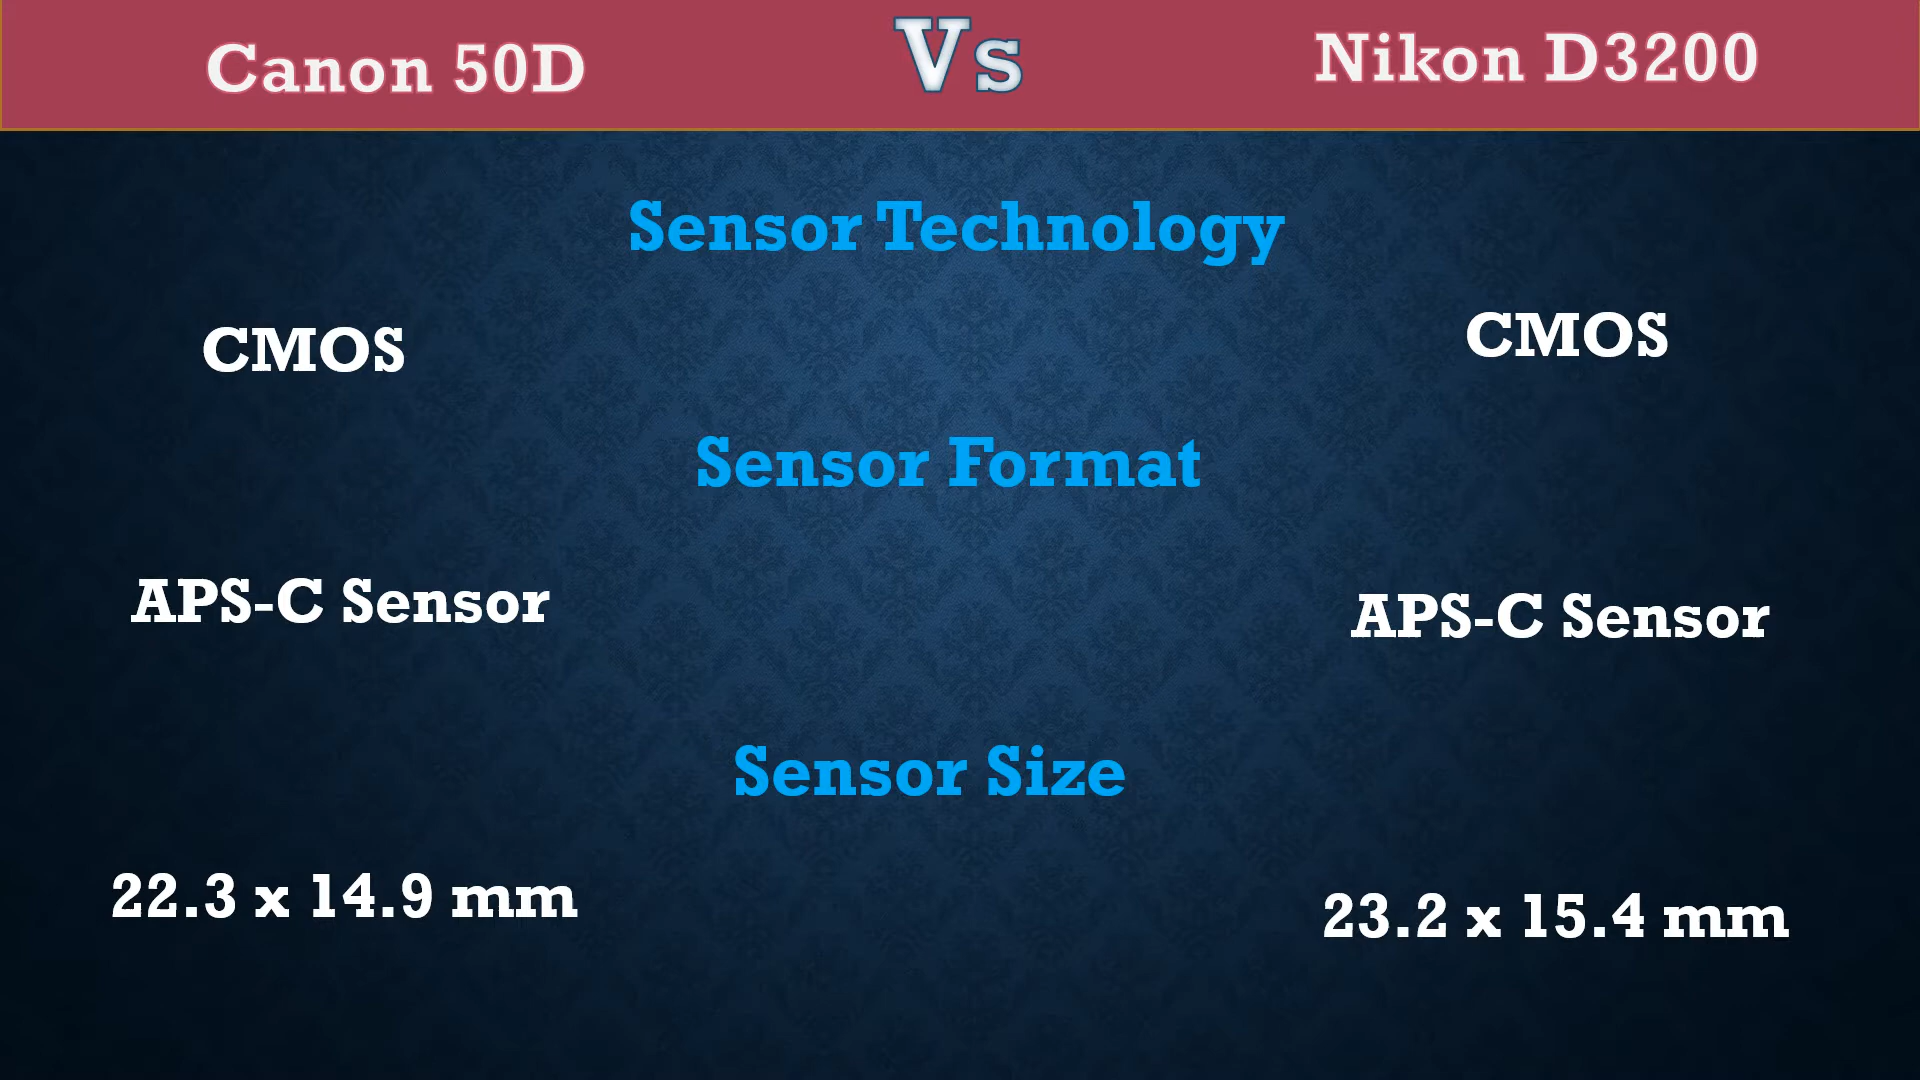 Canon 50D Vs Nikon D3200
Sensor Technology
CMOS CMOS
Sensor Format
APS-C Sensor APS-C Sensor
Sensor Size
22.3 x 14.9 mm 23.2 x 15.4 mm